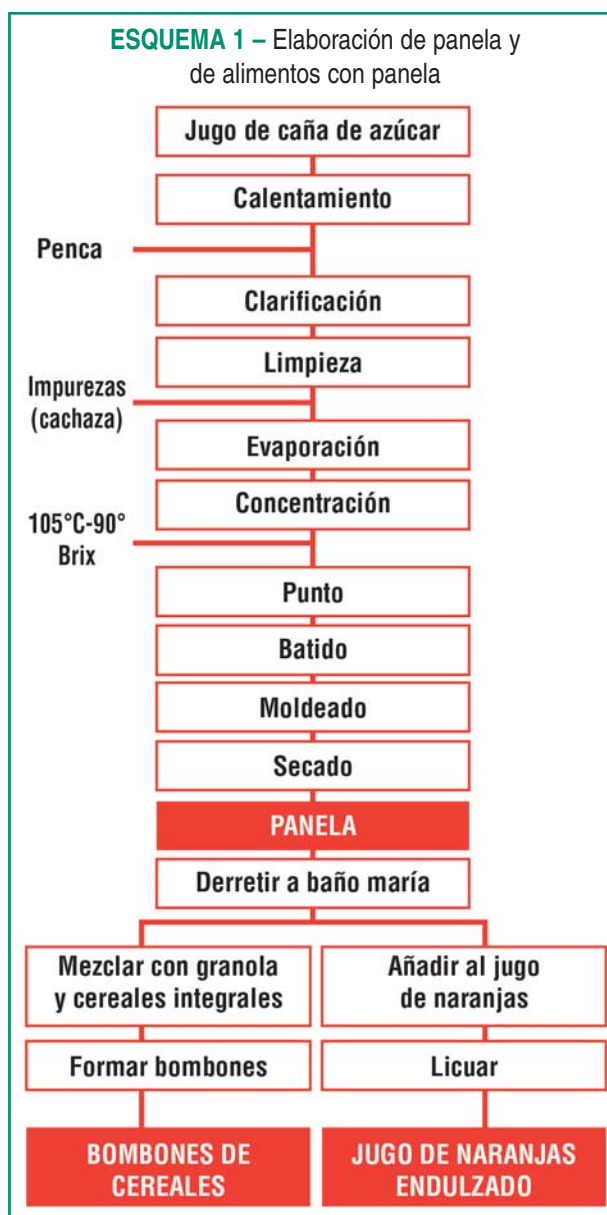 ESQUEMA 1 – Elaboración de panela y
de alimentos con panela
Jugo de caña de azúcar
Calentamiento
Penca
Clarificación
Limpieza
Impurezas
(cachaza)
Evaporación
Concentración
105°C-90°
Brix
Punto
Batido
Moldeado
Secado
PANELA
Derretir a baño maría
Mezclar con granola
y cereales integrales
Añadir al jugo
de naranjas
Formar bombones
Licuar
BOMBONES DE
CEREALES
JUGO DE NARANJAS
ENDULZADO